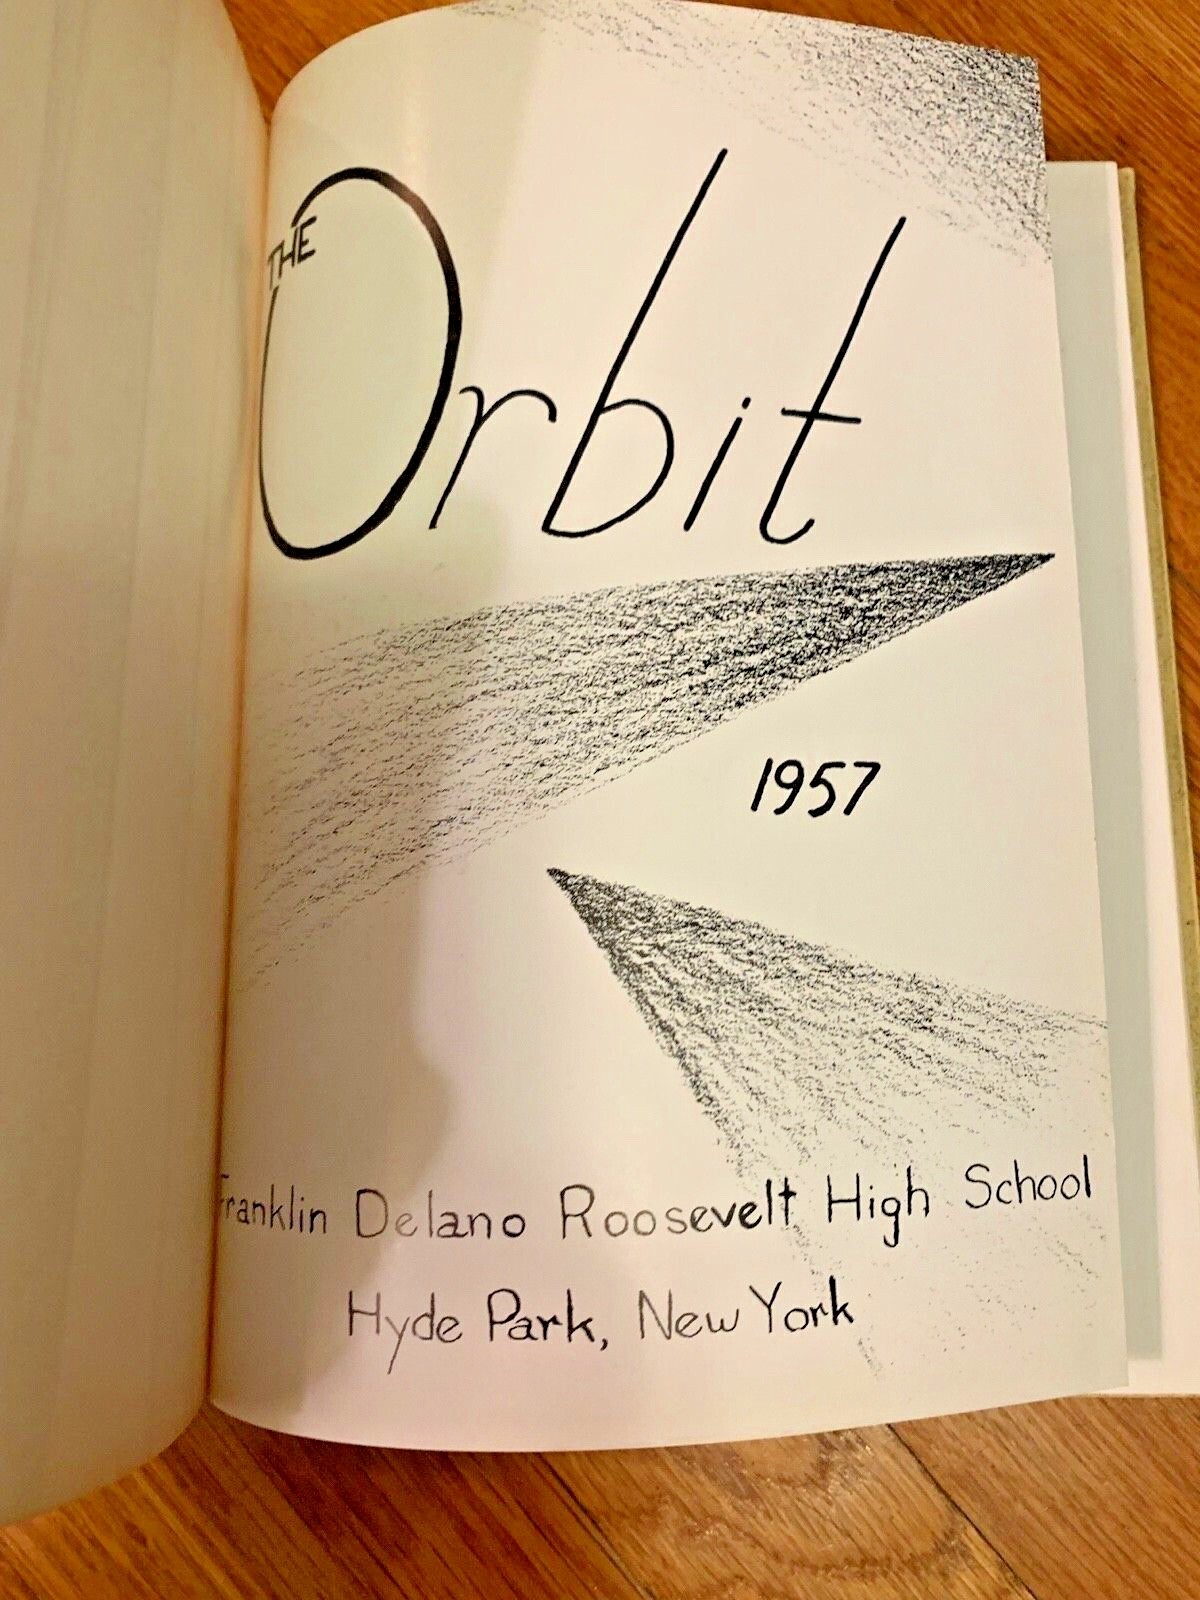 THE
Orbit
1957
Franklin Delano Roosevelt High School
Hyde Park, New York